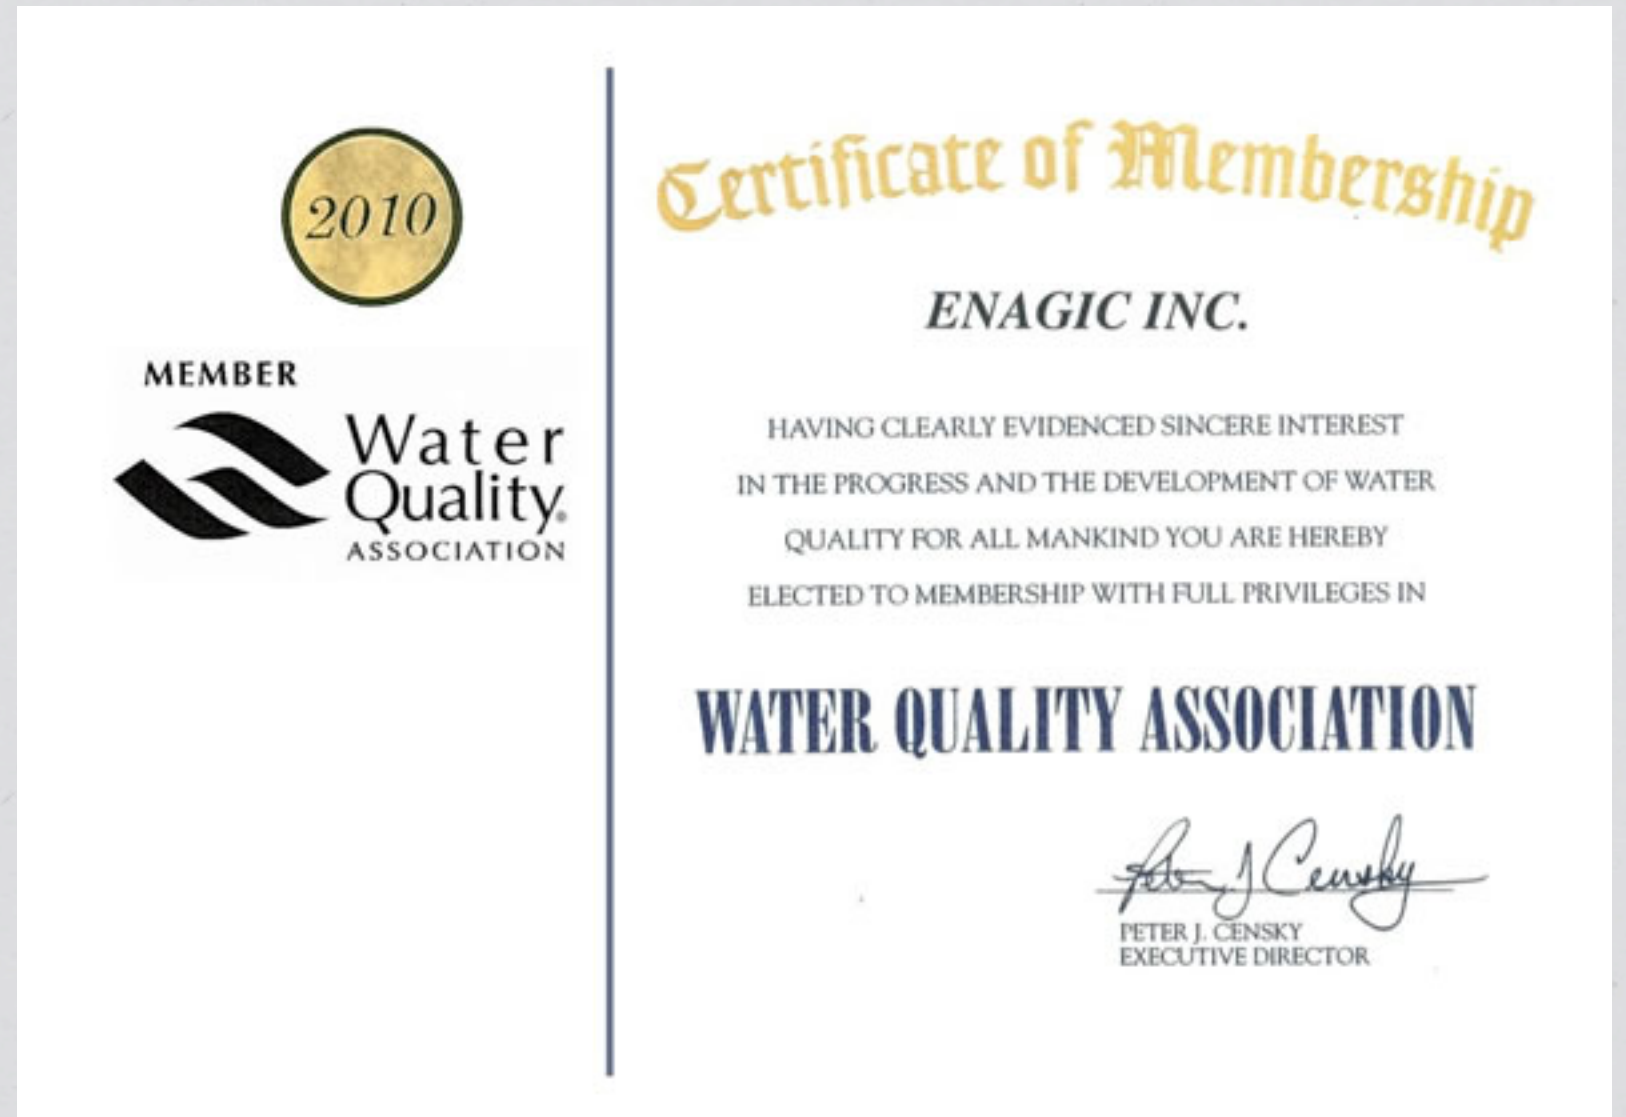 2010
MEMBER
Water
Quality®
ASSOCIATION
Certificate of Membership
ENAGIC INC.
HAVING CLEARLY EVIDENCED SINCERE INTEREST
IN THE PROGRESS AND THE DEVELOPMENT OF WATER
QUALITY FOR ALL MANKIND YOU ARE HEREBY
ELECTED TO MEMBERSHIP WITH FULL PRIVILEGES IN
WATER QUALITY ASSOCIATION
Peter J Censky
PETER J. CENSKY
EXECUTIVE DIRECTOR